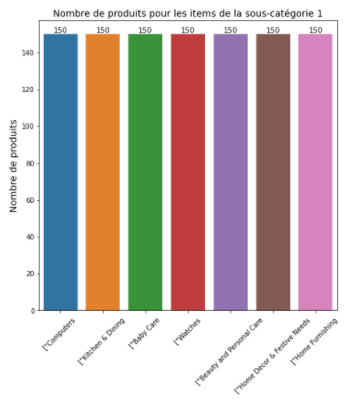 Nombre de produits pour les items de la sous-catégorie 1
150 150 150 150 150 150 150
Nombre de produits
140
120
100
80
60
40
20
0
["Computers
["Kitchen & Dining
["Baby Care
["Watches
["Beauty and Personal Care
["Home Decor & Festive Needs
["Home Furnishing